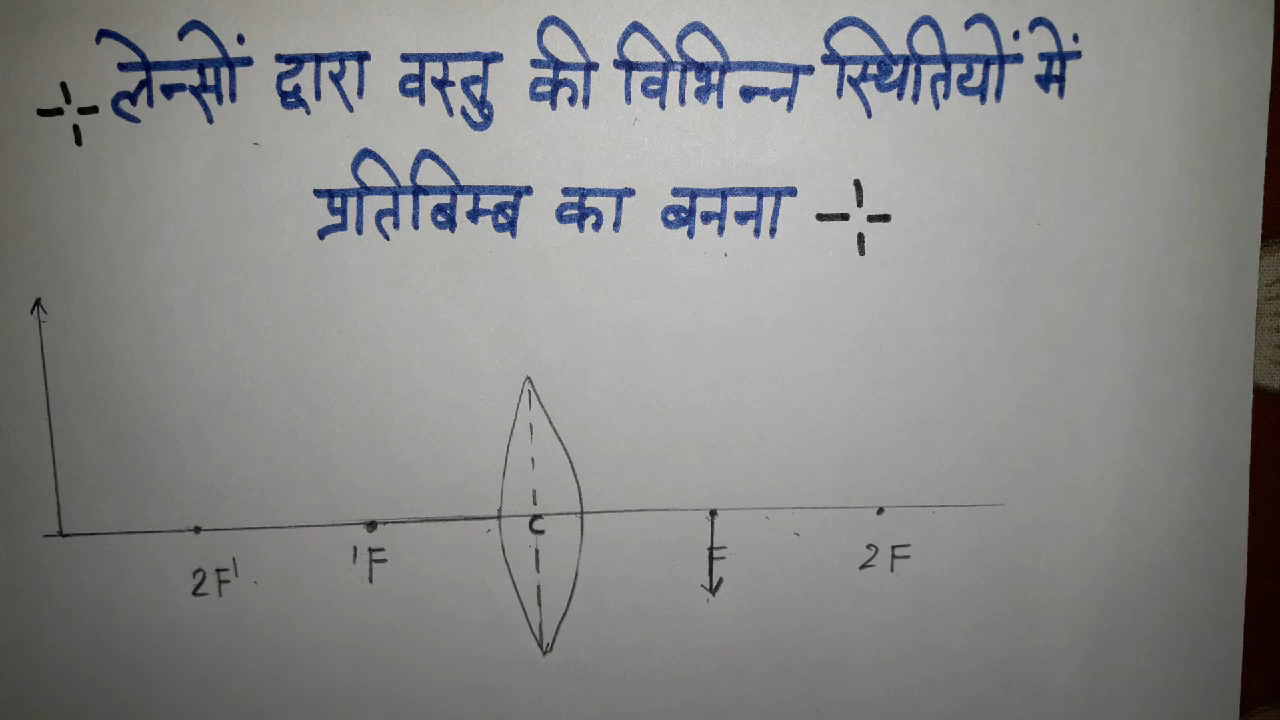 लेन्सों द्वारा वस्तु की विभिन्न स्थितियों में
प्रतिबिम्ब का बनना
2F' 'F C F 2F